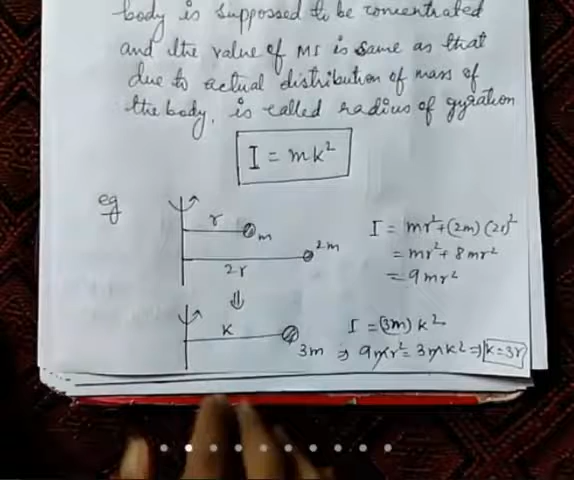 body is supposed to be concentrated
and the value of MI is same as that
due to actual distribution of mass of
the body, is called radius of gyration
I = mk²
eg
r
m
2m
2r
I = mr² + (2m) (2r)²
= mr² + 8mr²
= 9mr²
⇓
K
3m
I = (3m) k²
⇒ 9mr² = 3mk² ⇒ k = 3r